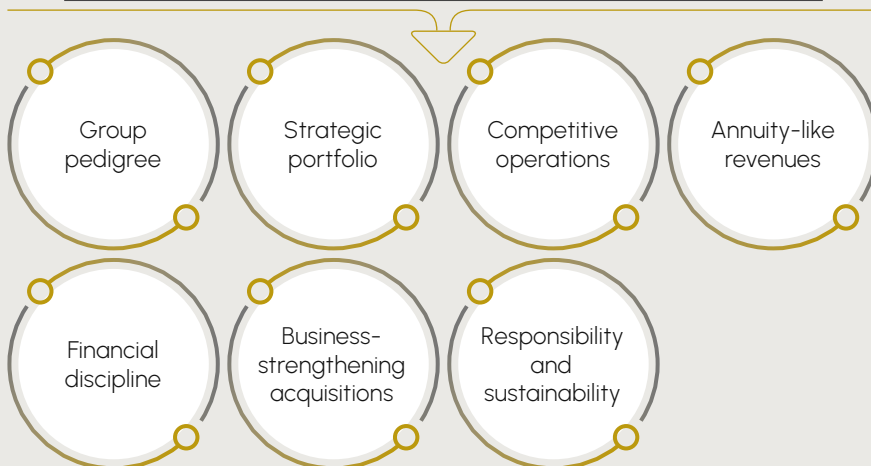 Group
pedigree
Strategic
portfolio
Competitive
operations
Annuity-like
revenues
Financial
discipline
Business-
strengthening
acquisitions
Responsibility
and
sustainability